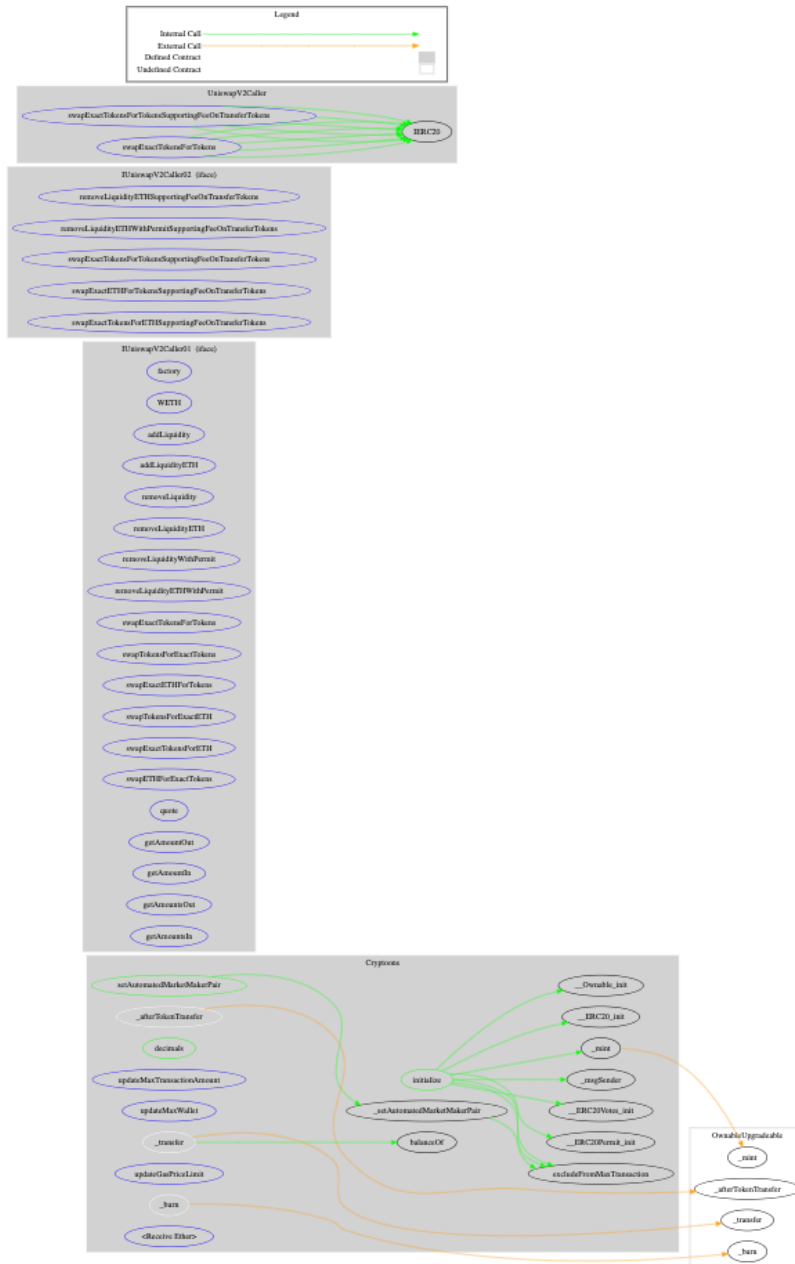 Legend
Internal Call
External Call
Defined Contract
Undefined Contract
UniswapV2Caller
swapExactTokensForTokensSupportingFeeOnTransferTokens
IERC20
swapExactTokensForTokens
IUniswapV2Caller02 (iface)
removeLiquidityETHSupportingFeeOnTransferTokens
removeLiquidityETHWithPermitSupportingFeeOnTransferTokens
swapExactTokensForTokensSupportingFeeOnTransferTokens
swapExactETHForTokensSupportingFeeOnTransferTokens
swapExactTokensForETHSupportingFeeOnTransferTokens
IUniswapV2Caller01 (iface)
factory
WETH
addLiquidity
addLiquidityETH
removeLiquidity
removeLiquidityETH
removeLiquidityWithPermit
removeLiquidityETHWithPermit
swapExactTokensForTokens
swapTokensForExactTokens
swapExactETHForTokens
swapTokensForExactETH
swapExactTokensForETH
swapETHForExactTokens
quote
getAmountOut
getAmountIn
getAmountsOut
getAmountsIn
Cryptoone
setAutomatedMarketMakerPair
__Ownable_init
_afterTokenTransfer
__ERC20_init
decimals
_mint
updateMaxTransactionAmount
initialize
_msgSender
updateMaxWallet
_setAutomatedMarketMakerPair
__ERC20Votes_init
_transfer
balanceOf
__ERC20Permit_init
updateGasPriceLimit
excludeFromMaxTransaction
_burn
<Receive Ether>
OwnableUpgradeable
_mint
_afterTokenTransfer
_transfer
_burn